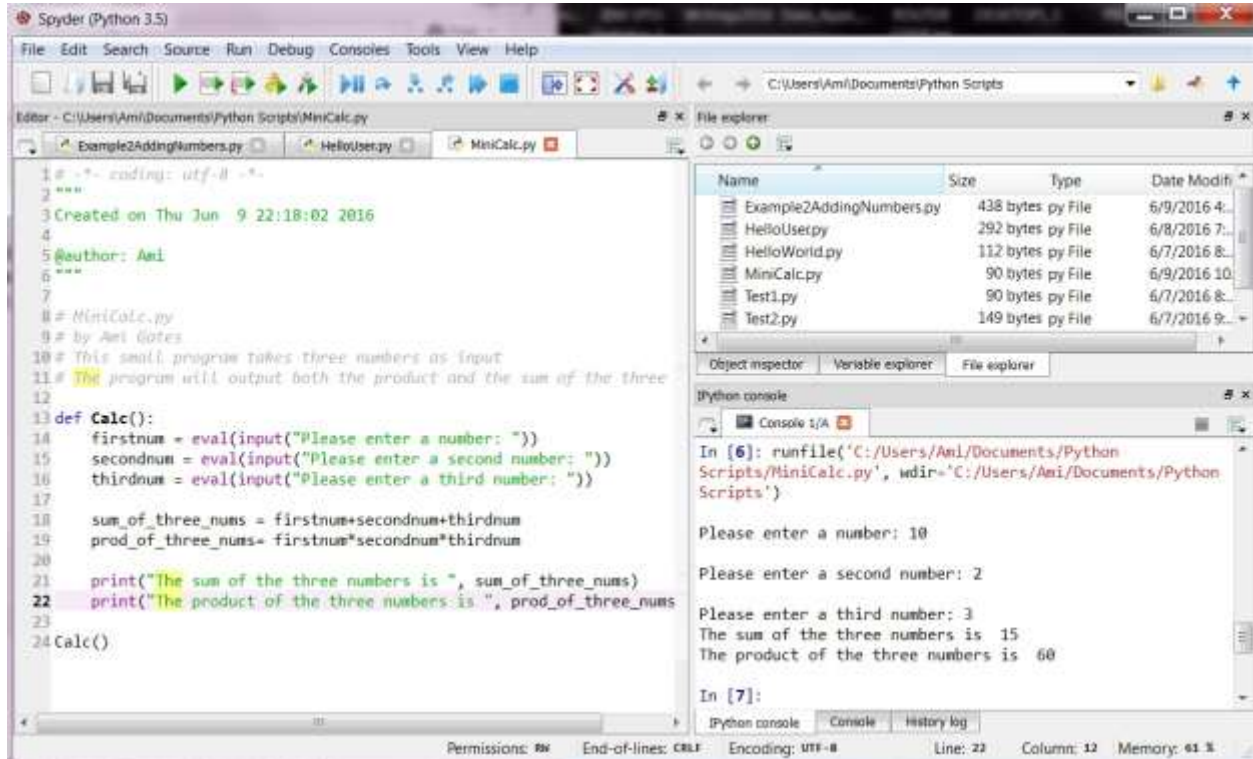 Spyder (Python 3.5)
File Edit Search Source Run Debug Consoles Tools View Help
C:\Users\Ami\Documents\Python Scripts
Editor - C:\Users\Ami\Documents\Python Scripts\MiniCalc.py
Example2AddingNumbers.py HelloUser.py MiniCalc.py
1 # -*- coding: utf-8 -*-
2 """
3 Created on Thu Jun 9 22:18:02 2016
4
5 @author: Ami
6 """
7
8 # MiniCalc.py
9 # by Ami Gates
10 # This small program takes three numbers as input
11 # The program will output both the product and the sum of the three
12
13 def Calc():
14 firstnum = eval(input("Please enter a number: "))
15 secondnum = eval(input("Please enter a second number: "))
16 thirdnum = eval(input("Please enter a third number: "))
17
18 sum_of_three_nums = firstnum+secondnum+thirdnum
19 prod_of_three_nums= firstnum*secondnum*thirdnum
20
21 print("The sum of the three numbers is ", sum_of_three_nums)
22 print("The product of the three numbers is ", prod_of_three_nums
23
24 Calc()
File explorer
Name Size Type Date Modifi
Example2AddingNumbers.py 438 bytes py File 6/9/2016 4:...
HelloUser.py 292 bytes py File 6/8/2016 7:...
HelloWorld.py 112 bytes py File 6/7/2016 8:...
MiniCalc.py 90 bytes py File 6/9/2016 10
Test1.py 90 bytes py File 6/7/2016 8:...
Test2.py 149 bytes py File 6/7/2016 9:...
Object inspector Variable explorer File explorer
IPython console
Console 1/A
In [6]: runfile('C:/Users/Ami/Documents/Python
Scripts/MiniCalc.py', wdir='C:/Users/Ami/Documents/Python
Scripts')
Please enter a number: 10
Please enter a second number: 2
Please enter a third number: 3
The sum of the three numbers is 15
The product of the three numbers is 60
In [7]:
IPython console Console History log
Permissions: RW End-of-lines: CRLF Encoding: UTF-8 Line: 22 Column: 12 Memory: 61 %